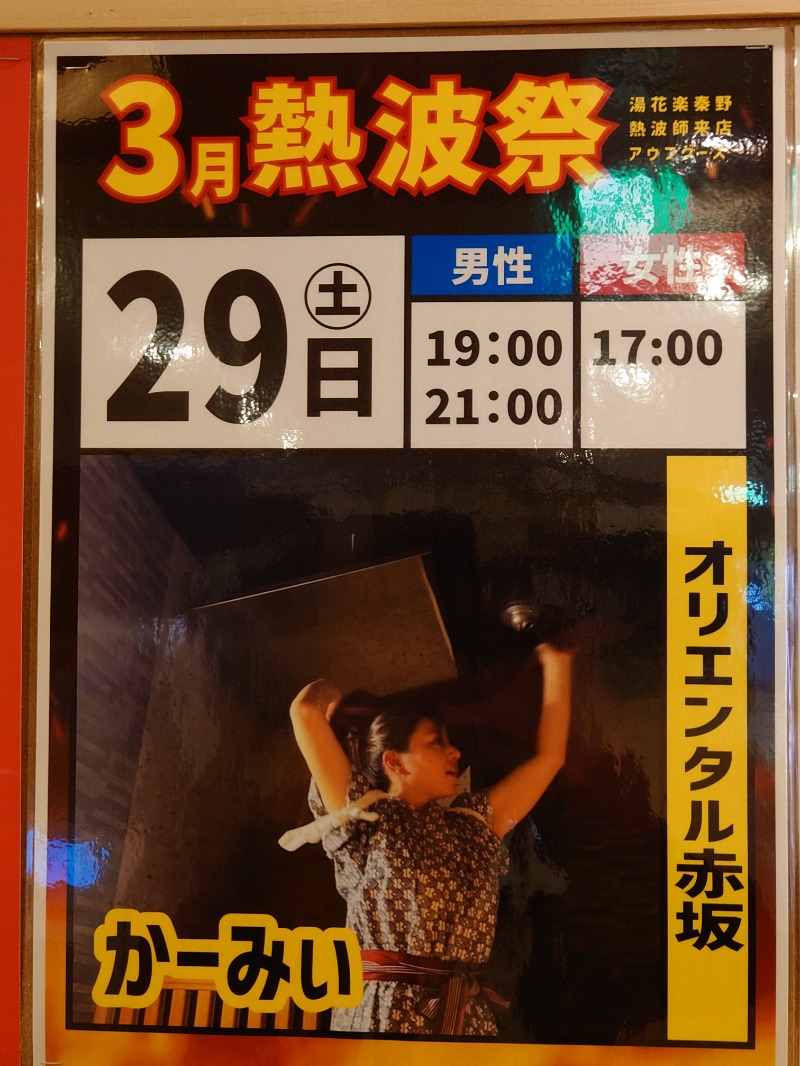 3月熱波祭
湯花楽秦野
熱波師来店
アウフグース
29日
土
男性
19:00
21:00
女性
17:00
オリエンタル赤坂
かーみぃ